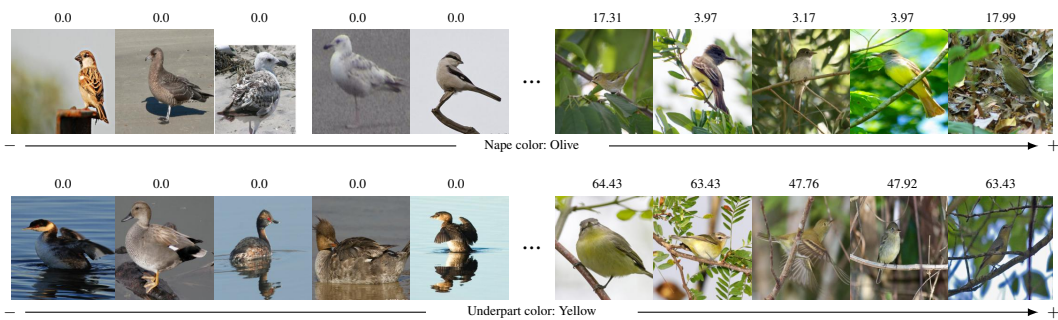 0.0 0.0 0.0 0.0 0.0 17.31 3.97 3.17 3.97 17.99
...
− Nape color: Olive +
0.0 0.0 0.0 0.0 0.0 64.43 63.43 47.76 47.92 63.43
...
− Underpart color: Yellow +